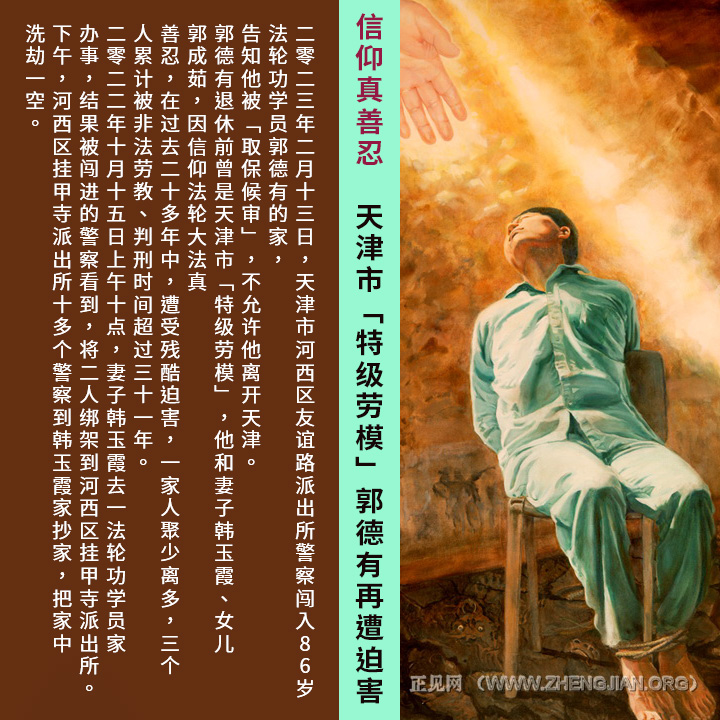 信仰真善忍 天津市「特级劳模」郭德有再遭迫害
二零二三年二月十三日，天津市河西区友谊路派出所警察闯入86岁
法轮功学员郭德有的家，
告知他被「取保候审」，不允许他离开天津。
郭德有退休前曾是天津市「特级劳模」，他和妻子韩玉霞、女儿
郭成茹，因信仰法轮大法真
善忍，在过去二十多年中，遭受残酷迫害，一家人聚少离多，三个
人累计被非法劳教、判刑时间超过三十一年。
二零二二年十月十五日上午十点，妻子韩玉霞去一法轮功学员家
办事，结果被闯进的警察看到，将二人绑架到河西区挂甲寺派出所。
下午，河西区挂甲寺派出所十多个警察到韩玉霞家抄家，把家中
洗劫一空。
正见网（WWW.ZHENGJIAN.ORG）